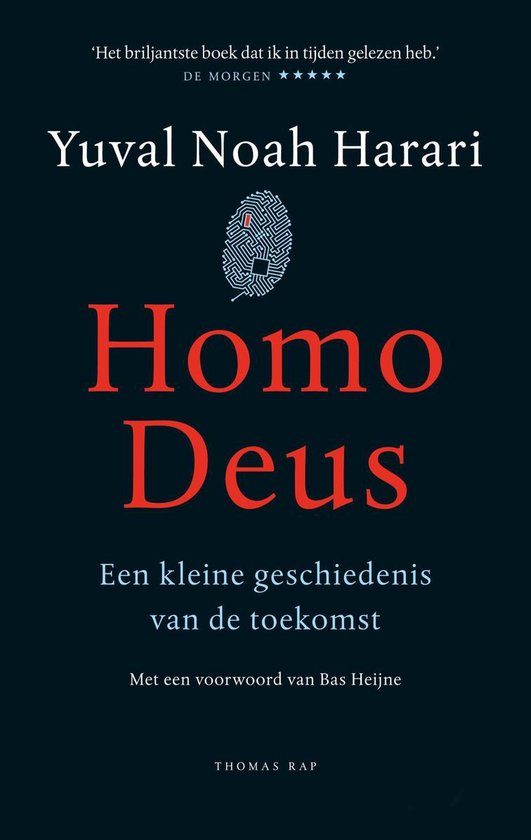 ‘Het briljantste boek dat ik in tijden gelezen heb.’
DE MORGEN ★★★★★
Yuval Noah Harari
Homo
Deus
Een kleine geschiedenis
van de toekomst
Met een voorwoord van Bas Heijne
THOMAS RAP